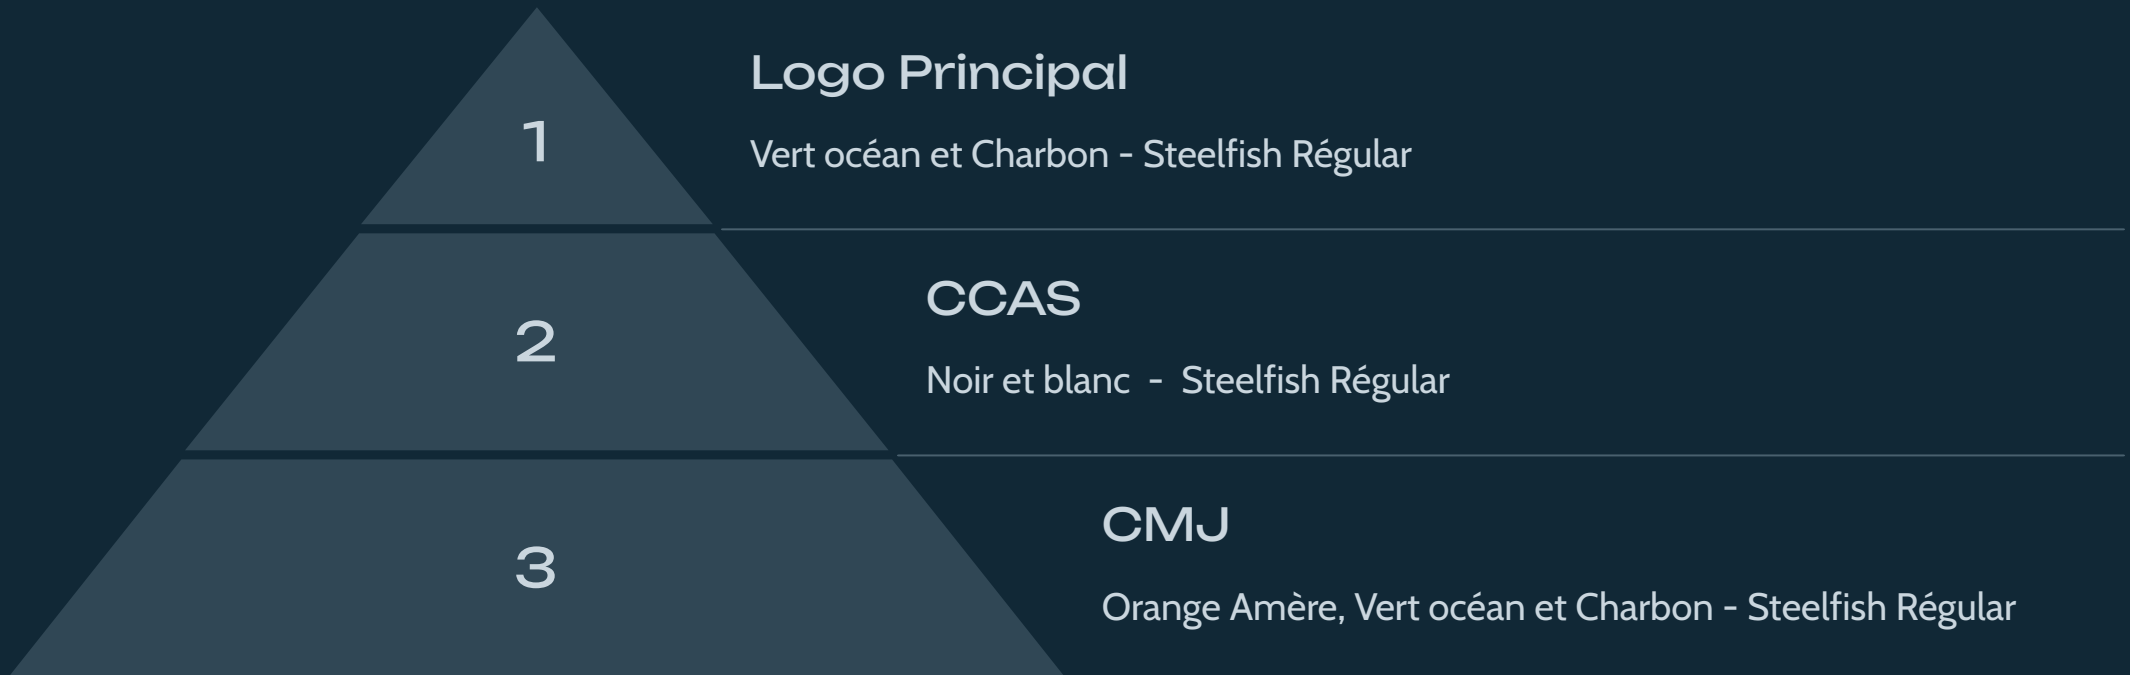 1
Logo Principal
Vert océan et Charbon - Steelfish Régular
2
CCAS
Noir et blanc - Steelfish Régular
3
CMJ
Orange Amère, Vert océan et Charbon - Steelfish Régular